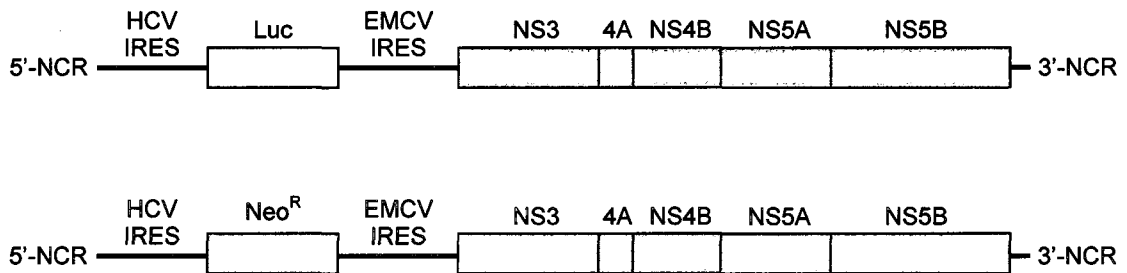 HCV IRES Luc EMCV IRES NS3 4A NS4B NS5A NS5B
5'-NCR 3'-NCR
HCV IRES Neo^R EMCV IRES NS3 4A NS4B NS5A NS5B
5'-NCR 3'-NCR